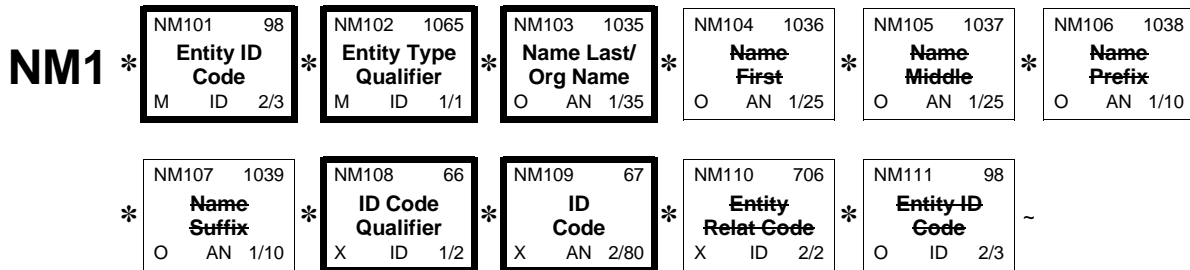 NM101 98 NM102 1065 NM103 1035 NM104 1036 NM105 1037 NM106 1038
NM1 * Entity ID * Entity Type * Name Last/ * Name * Name * Name
Code Qualifier Org Name First Middle Prefix
M ID 2/3 M ID 1/1 O AN 1/35 O AN 1/25 O AN 1/25 O AN 1/10
NM107 1039 NM108 66 NM109 67 NM110 706 NM111 98
* Name * ID Code * ID * Entity * Entity ID ~
Suffix Qualifier Code Relat Code Code
O AN 1/10 X ID 1/2 X AN 2/80 X ID 2/2 O ID 2/3